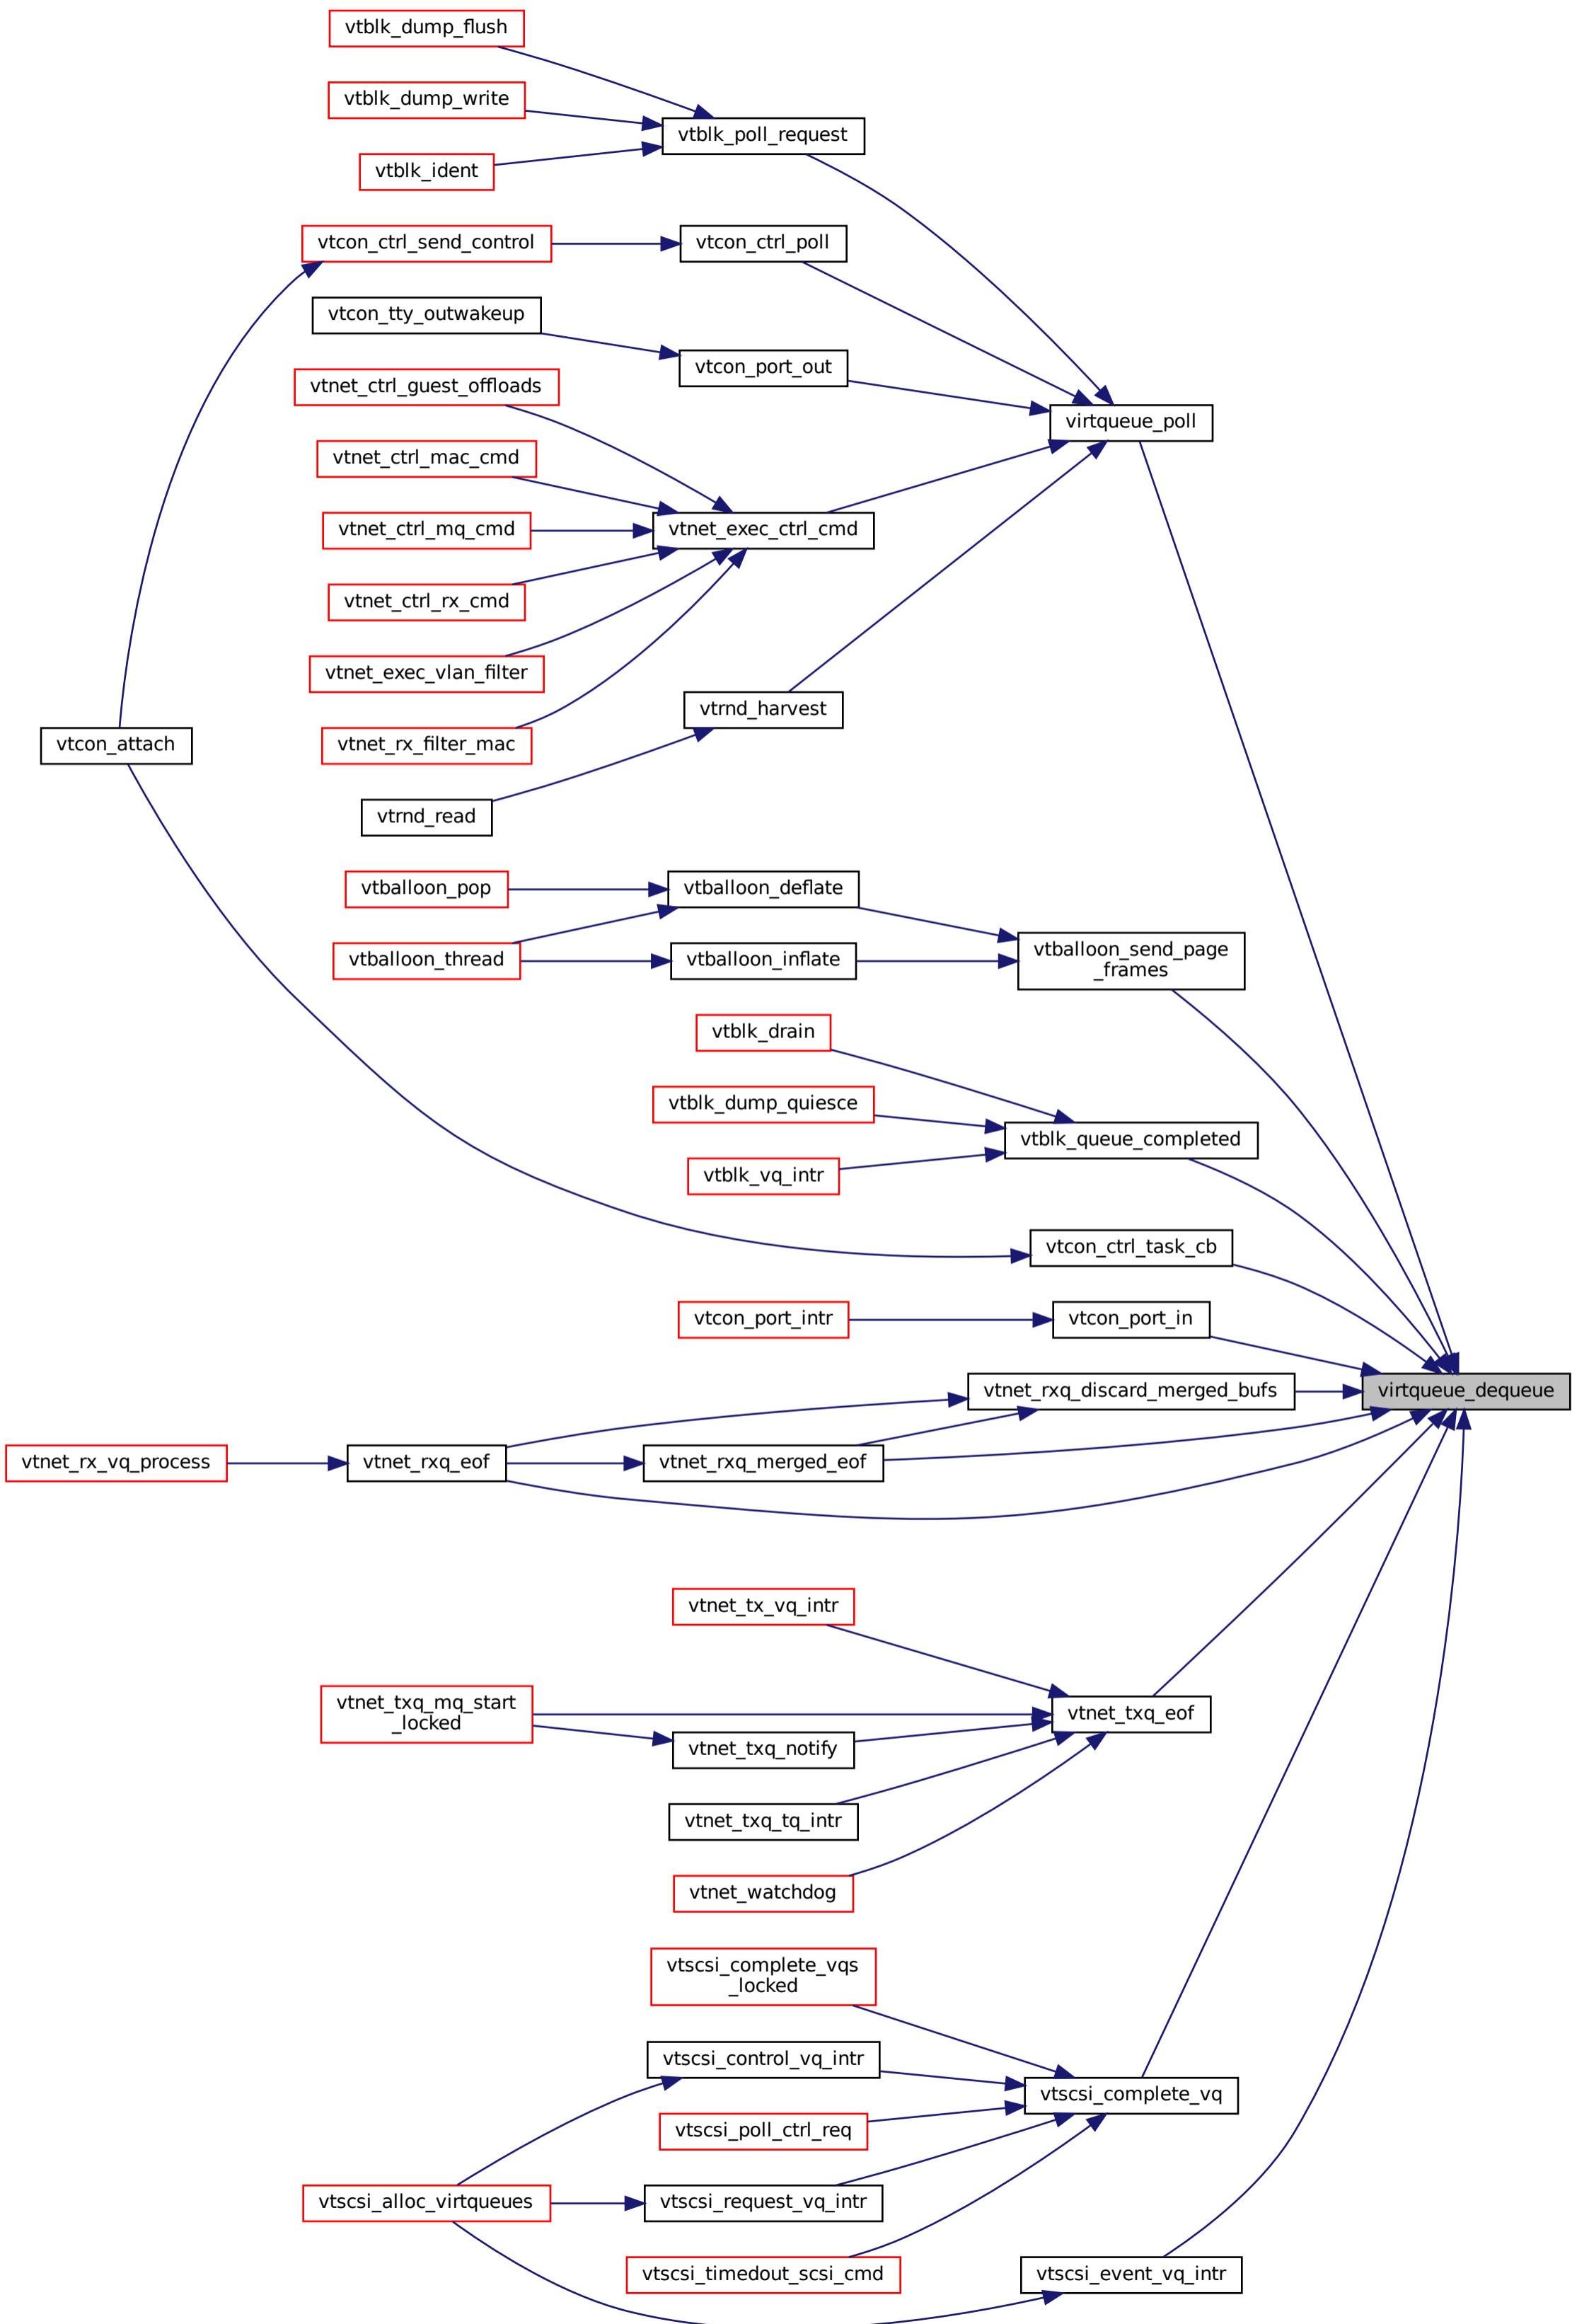 vtblk_dump_flush
vtblk_dump_write
vtblk_poll_request
vtblk_ident
vtcon_ctrl_send_control
vtcon_ctrl_poll
vtcon_tty_outwakeup
vtcon_port_out
vtnet_ctrl_guest_offloads
virtqueue_poll
vtnet_ctrl_mac_cmd
vtnet_ctrl_mq_cmd
vtnet_exec_ctrl_cmd
vtnet_ctrl_rx_cmd
vtnet_exec_vlan_filter
vtrnd_harvest
vtcon_attach
vtnet_rx_filter_mac
vtrnd_read
vtballoon_pop
vtballoon_deflate
vtballoon_thread
vtballoon_inflate
vtballoon_send_page
_frames
vtblk_drain
vtblk_dump_quiesce
vtblk_queue_completed
vtblk_vq_intr
vtcon_ctrl_task_cb
vtcon_port_intr
vtcon_port_in
vtnet_rxq_discard_merged_bufs
virtqueue_dequeue
vtnet_rx_vq_process
vtnet_rxq_eof
vtnet_rxq_merged_eof
vtnet_tx_vq_intr
vtnet_txq_mq_start
_locked
vtnet_txq_eof
vtnet_txq_notify
vtnet_txq_tq_intr
vtnet_watchdog
vtscsi_complete_vqs
_locked
vtscsi_control_vq_intr
vtscsi_complete_vq
vtscsi_poll_ctrl_req
vtscsi_alloc_virtqueues
vtscsi_request_vq_intr
vtscsi_timedout_scsi_cmd
vtscsi_event_vq_intr